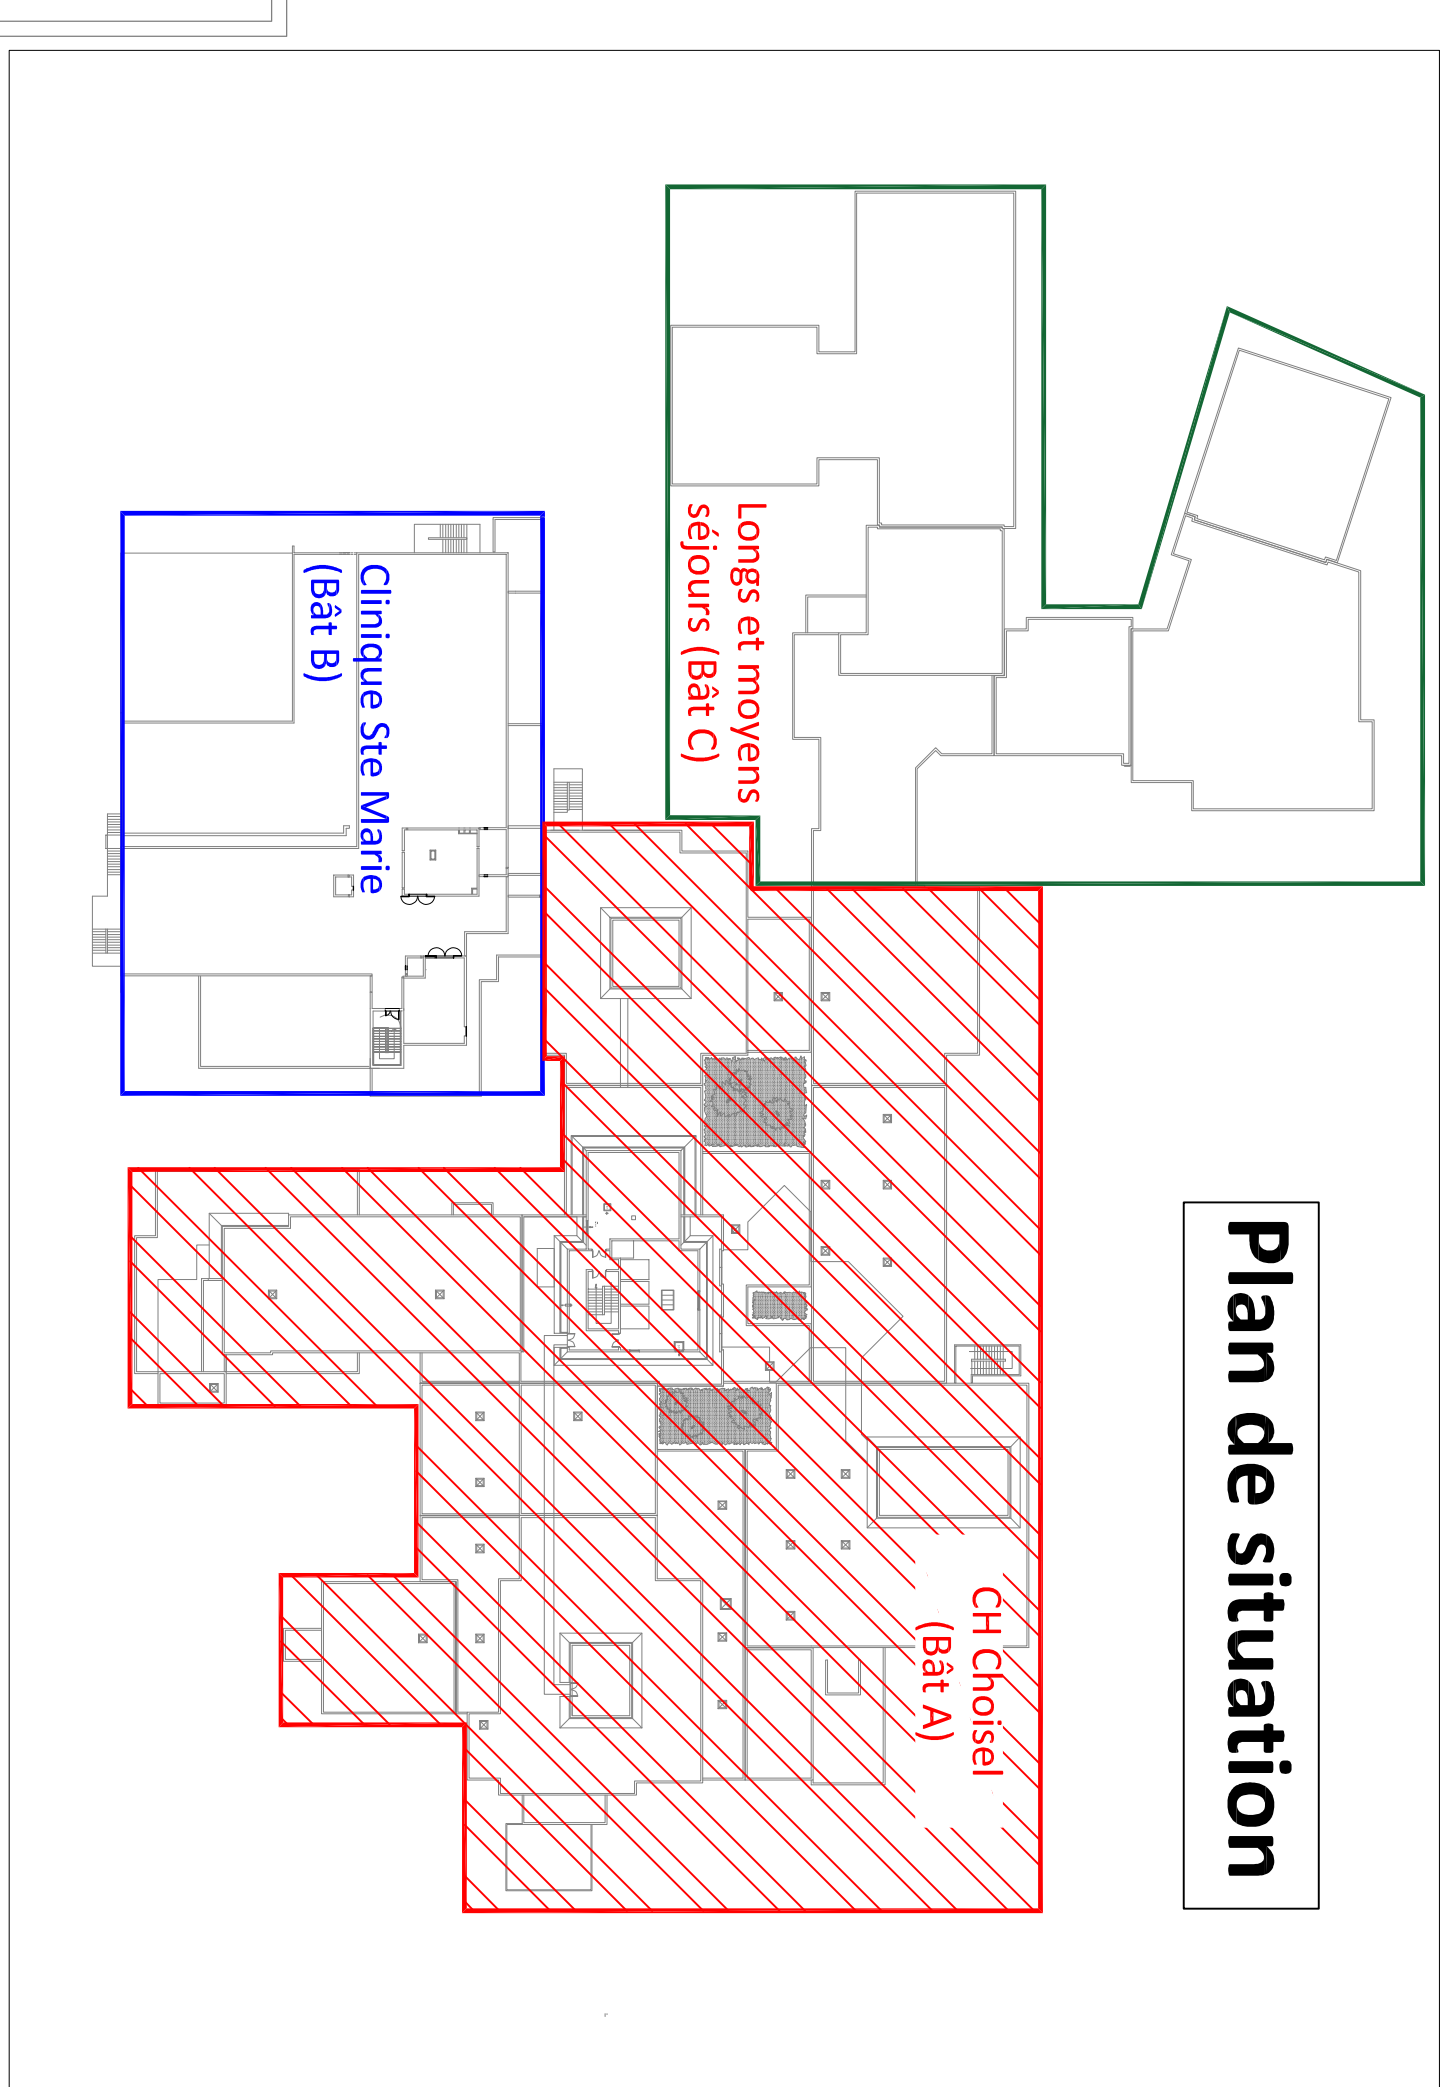 Plan de situation
Longs et moyens
séjours (Bât C)
Clinique Ste Marie
(Bât B)
CH Choisel
(Bât A)